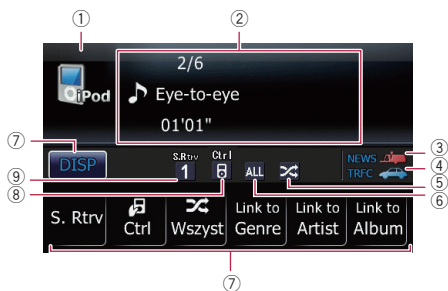 ①
②
2/6
iPod
Eye-to-eye
01'01"
⑦
DISP
S.Rtrv
1
Ctrl
ALL
NEWS
③
TRFC
④
⑨
⑧
⑤
⑥
S. Rtrv
Ctrl
Wszyst
Link to
Genre
Link to
Artist
Link to
Album
⑦